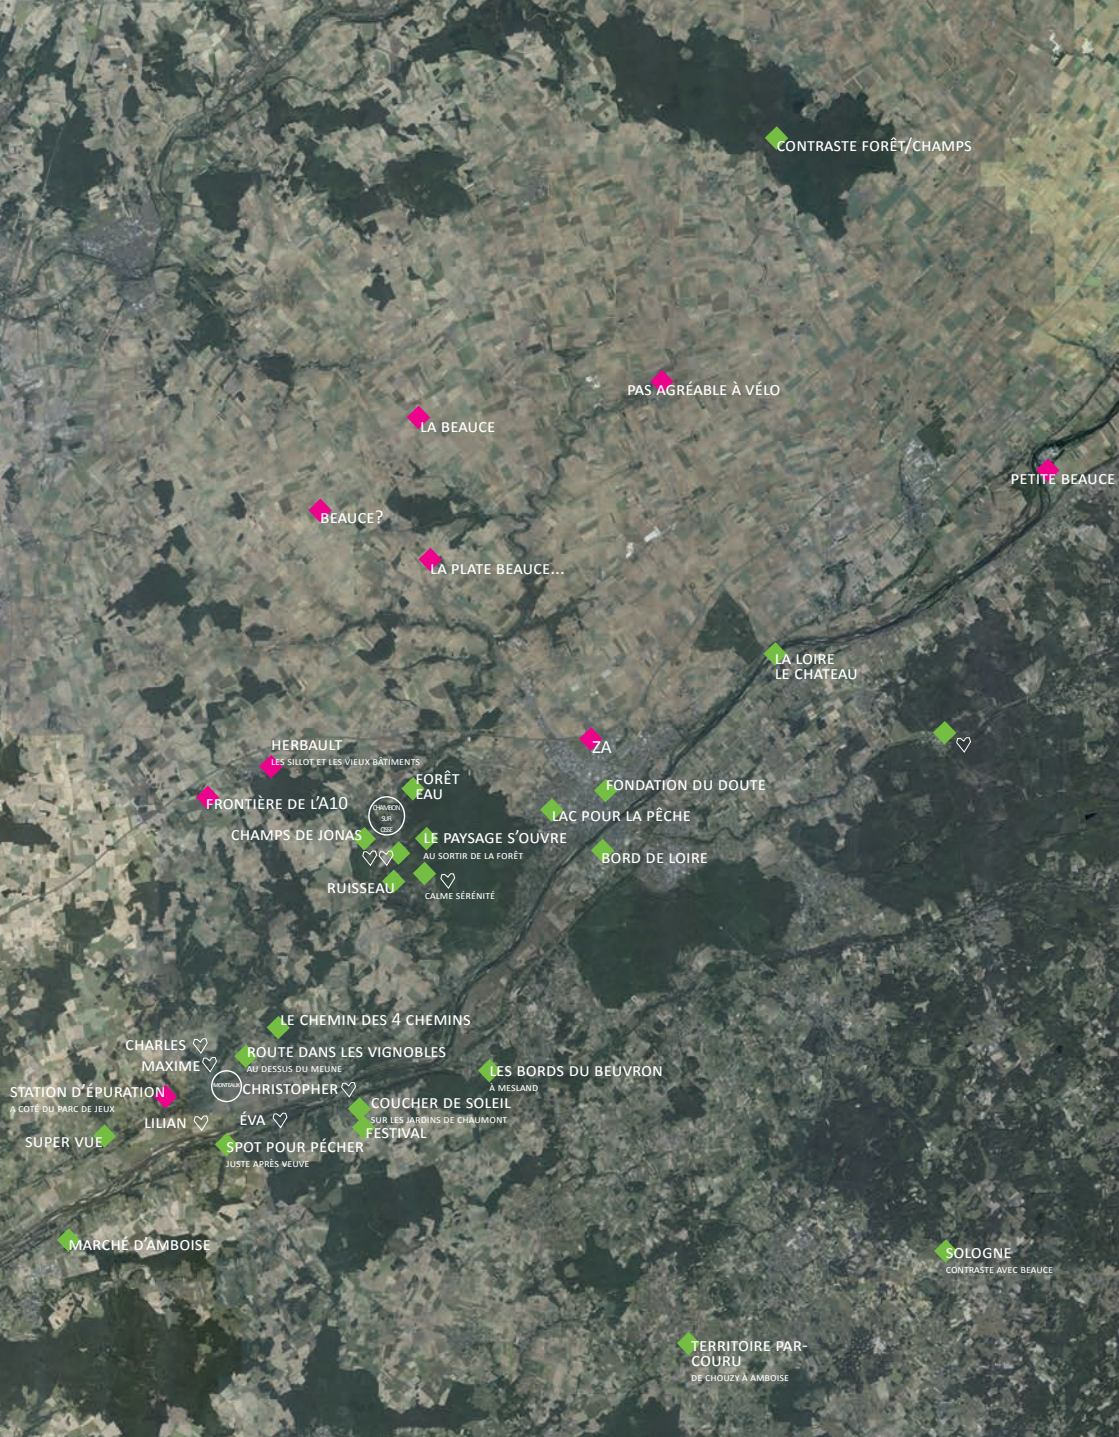 CONTRASTE FORÊT/CHAMPS
PAS AGRÉABLE À VÉLO
LA BEAUCE
PETITE BEAUCE
BEAUCE?
LA PLATE BEAUCE...
LA LOIRE
LE CHATEAU
ZA
HERBAULT
LES SILLOT ET LES VIEUX BÂTIMENTS
FORÊT
EAU
FONDATION DU DOUTE
FRONTIÈRE DE L'A10
CHAMBON
SUR
CISSE
LAC POUR LA PÊCHE
CHAMPS DE JONAS
LE PAYSAGE S'OUVRE
AU SORTIR DE LA FORÊT
BORD DE LOIRE
RUISSEAU
CALME SÉRÉNITÉ
LE CHEMIN DES 4 CHEMINS
CHARLES ♡
ROUTE DANS LES VIGNOBLES
AU DESSUS DU MEUNE
MAXIME ♡
LES BORDS DU BEUVRON
À MESLAND
MONTEAUX
CHRISTOPHER ♡
STATION D'ÉPURATION
A COTÉ DU PARC DE JEUX
COUCHER DE SOLEIL
SUR LES JARDINS DE CHAUMONT
LILIAN ♡
ÉVA ♡
FESTIVAL
SUPER VUE
SPOT POUR PÉCHER
JUSTE APRÈS VEUVE
MARCHÉ D'AMBOISE
SOLOGNE
CONTRASTE AVEC BEAUCE
TERRITOIRE PAR-
COURU
DE CHOUZY À AMBOISE